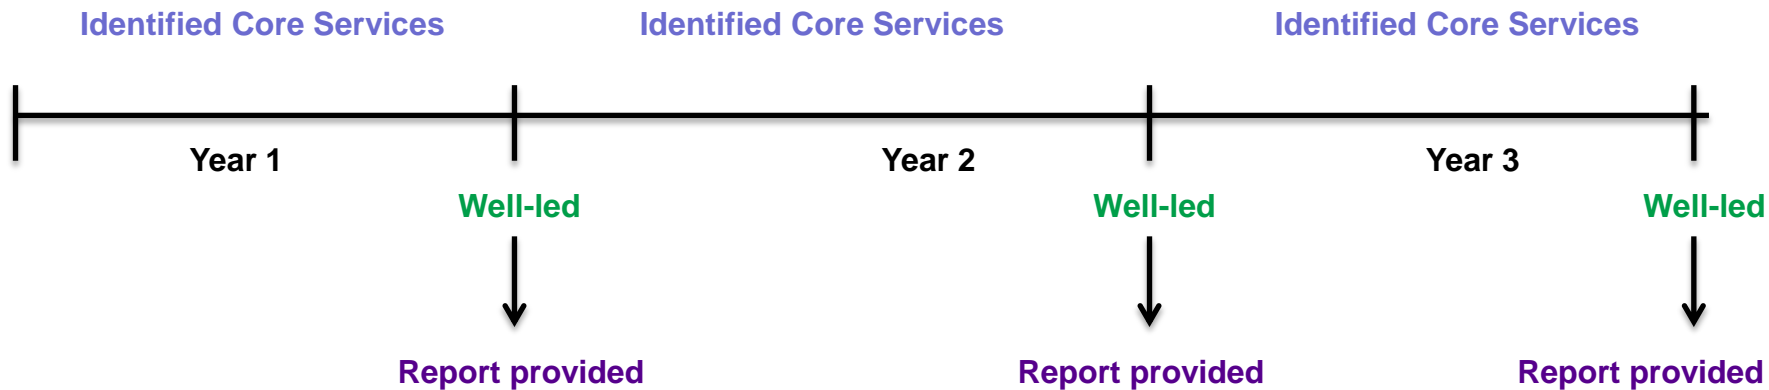 Identified Core Services
Identified Core Services
Identified Core Services
Year 1
Year 2
Year 3
Well-led
Well-led
Well-led
Report provided
Report provided
Report provided